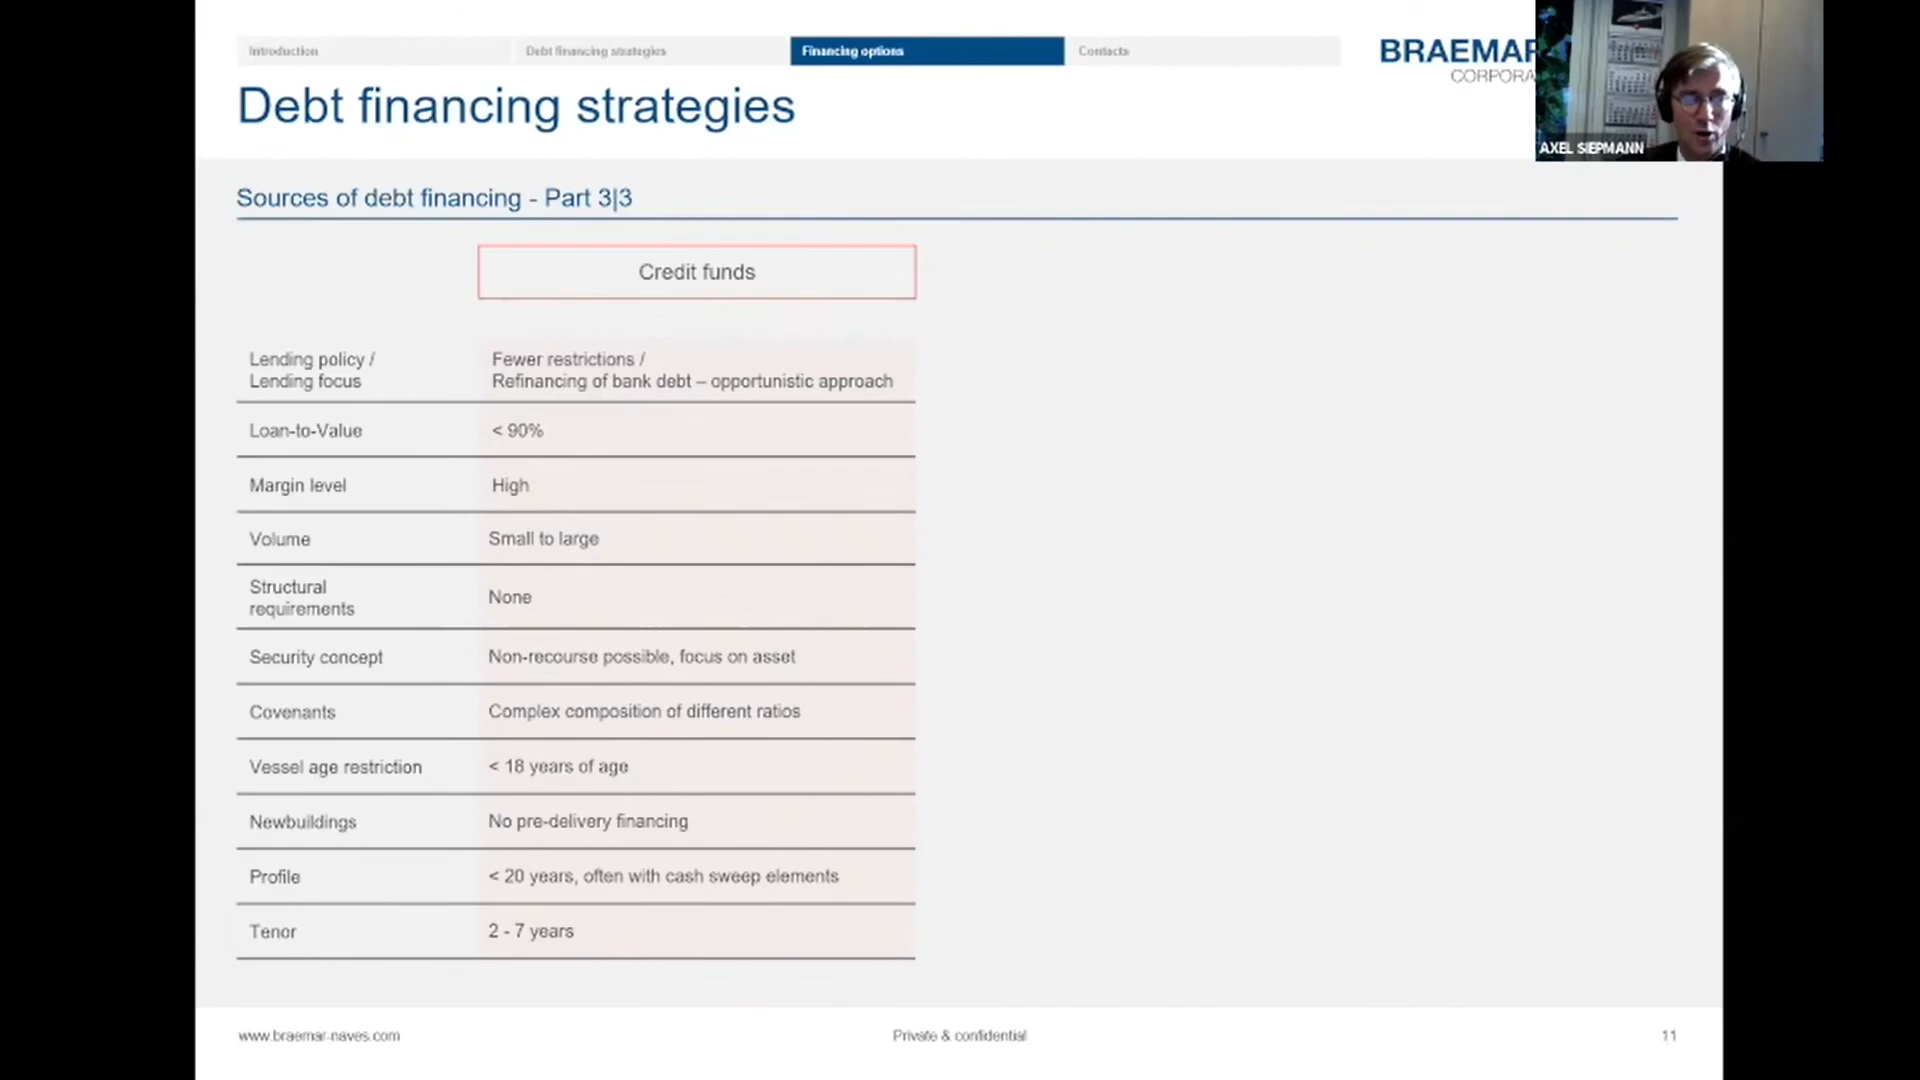 Introduction
Debt financing strategies
Financing options
Contacts
BRAEMAR
CORPORA
AXEL SIEPMANN
Debt financing strategies
Sources of debt financing - Part 3|3
Credit funds
Lending policy /
Lending focus
Fewer restrictions /
Refinancing of bank debt – opportunistic approach
Loan-to-Value
< 90%
Margin level
High
Volume
Small to large
Structural
requirements
None
Security concept
Non-recourse possible, focus on asset
Covenants
Complex composition of different ratios
Vessel age restriction
< 18 years of age
Newbuildings
No pre-delivery financing
Profile
< 20 years, often with cash sweep elements
Tenor
2 - 7 years
www.braemar-naves.com
Private & confidential
11